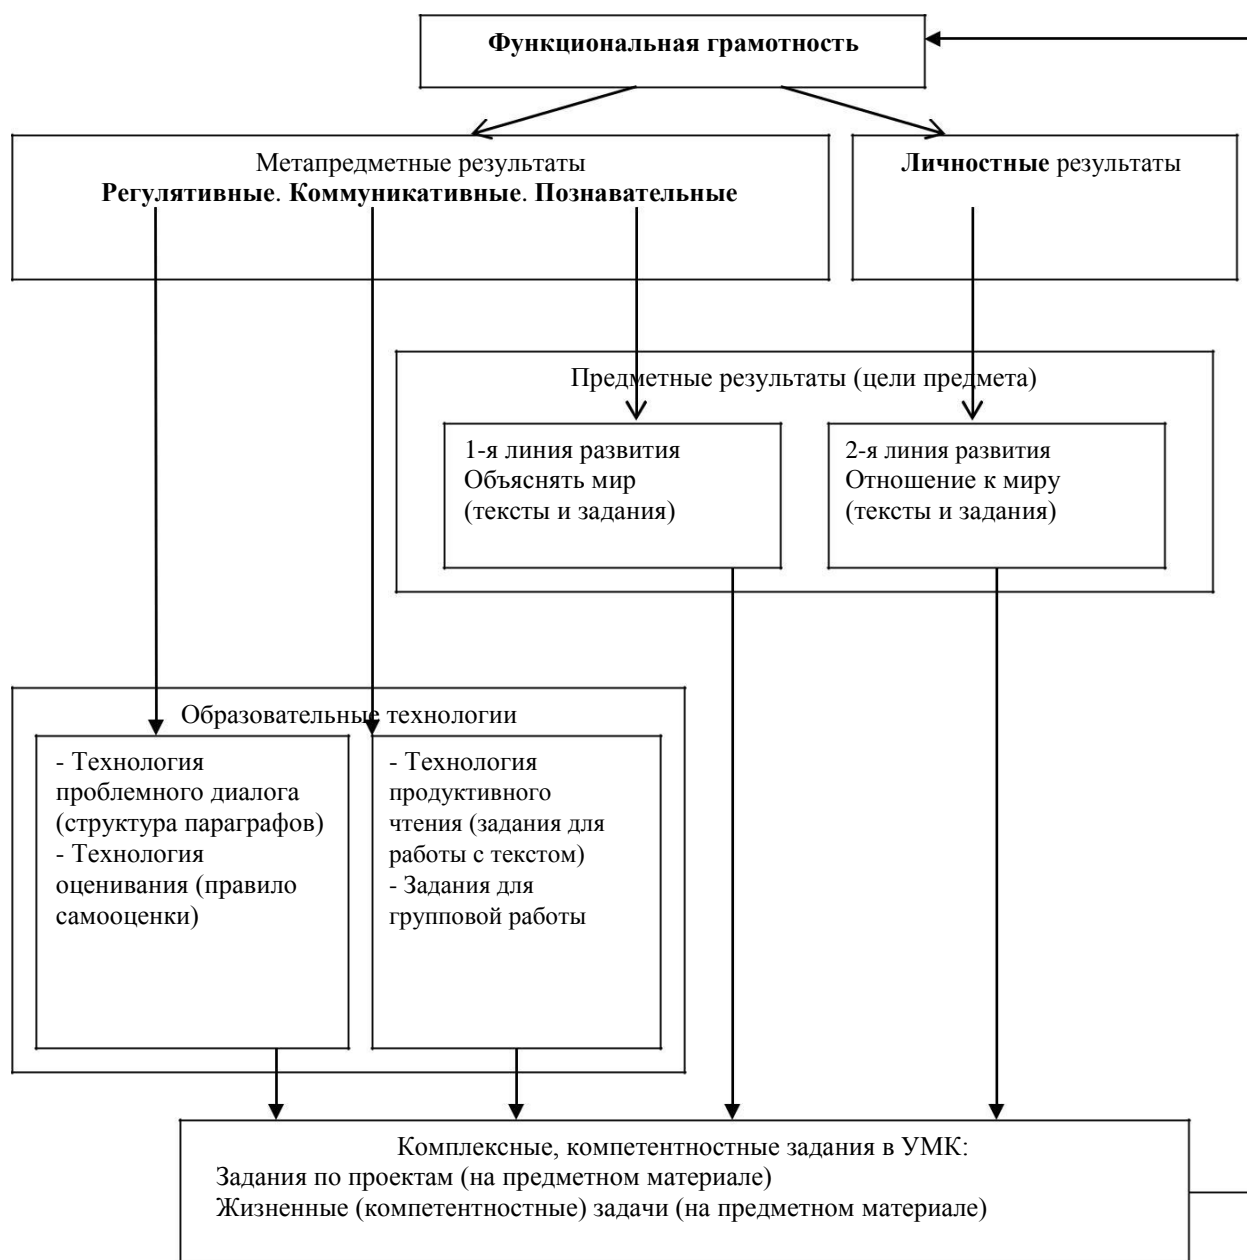 Функциональная грамотность
Метапредметные результаты
Регулятивные. Коммуникативные. Познавательные
Личностные результаты
Предметные результаты (цели предмета)
1-я линия развития
Объяснять мир
(тексты и задания)
2-я линия развития
Отношение к миру
(тексты и задания)
Образовательные технологии
- Технология
проблемного диалога
(структура параграфов)
- Технология
оценивания (правило
самооценки)
- Технология
продуктивного
чтения (задания для
работы с текстом)
- Задания для
групповой работы
Комплексные, компетентностные задания в УМК:
Задания по проектам (на предметном материале)
Жизненные (компетентностные) задачи (на предметном материале)